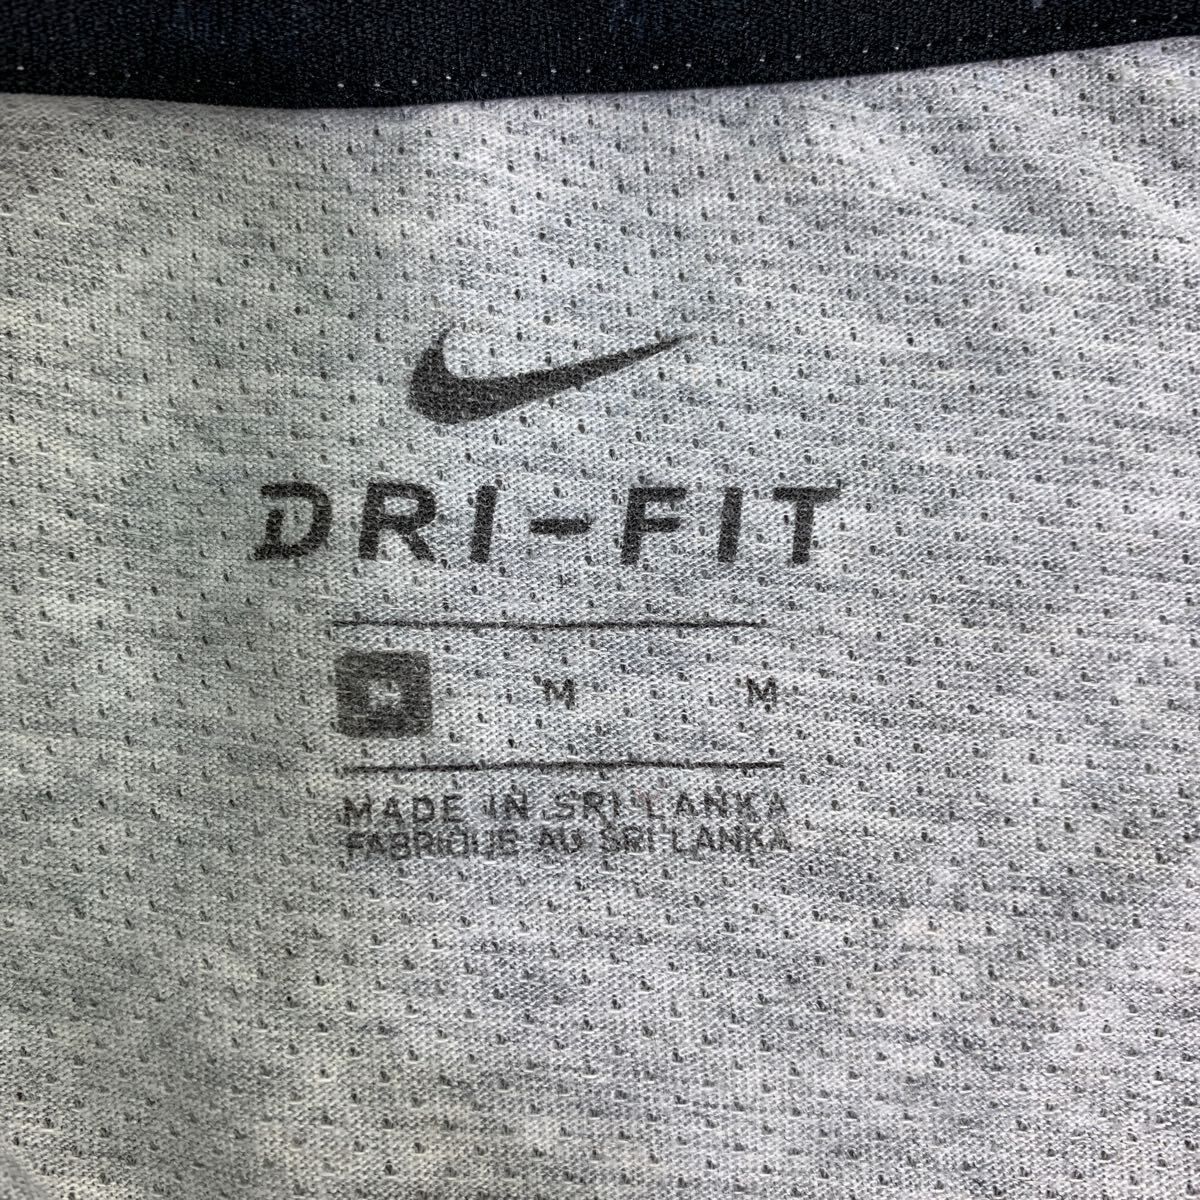 DRI-FIT
M M M
MADE IN SRI LANKA
FABRIQUE AU SRI LANKA